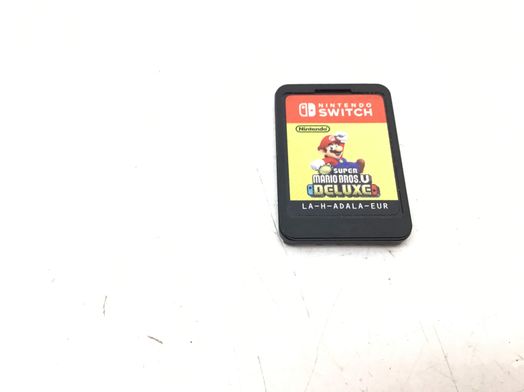 NINTENDO
SWITCH
Nintendo
SUPER
MARIO BROS. U
DELUXE
LA-H-ADALA-EUR